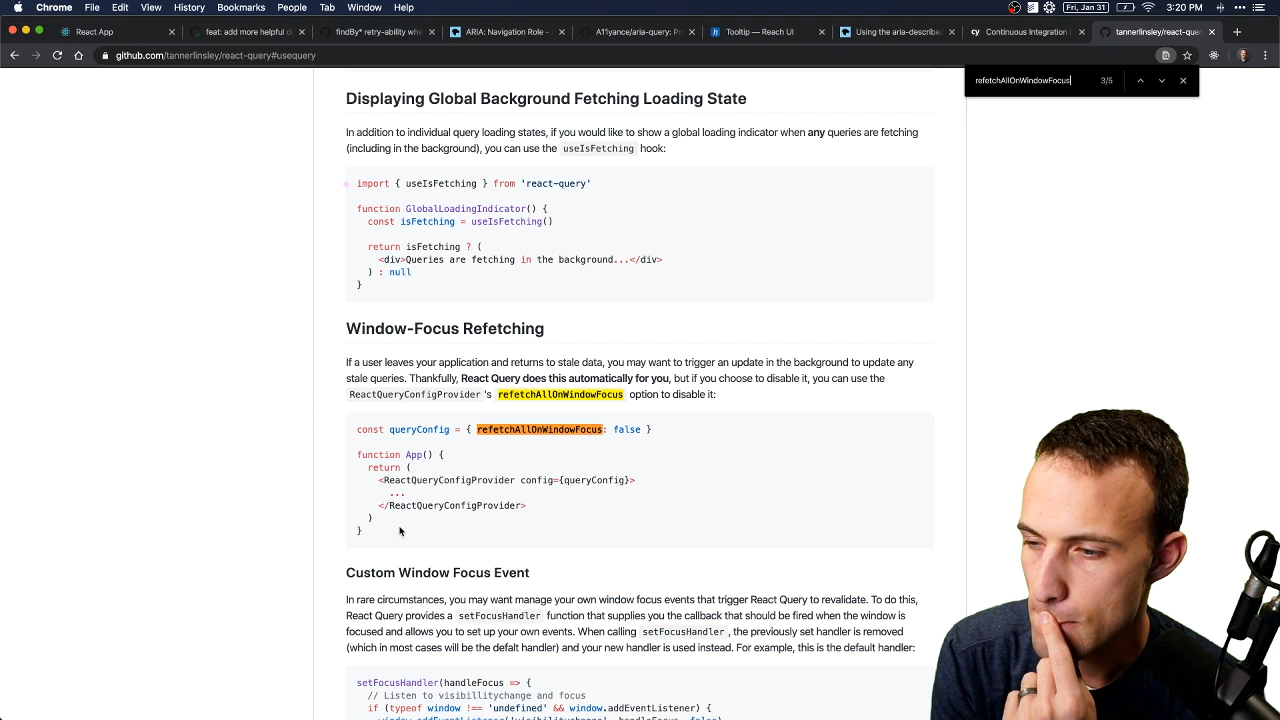 Chrome File Edit View History Bookmarks People Tab Window Help
Fri, Jan 31 3:20 PM
React App
feat: add more helpful d
findBy* retry-ability wh
ARIA: Navigation Role -
A11yance/aria-query: Pr
Tooltip – Reach UI
Using the aria-describe
cy Continuous Integration |
tannerlinsley/react-que
github.com/tannerlinsley/react-query#usequery
refetchAllOnWindowFocus 3/5
Displaying Global Background Fetching Loading State
In addition to individual query loading states, if you would like to show a global loading indicator when any queries are fetching
(including in the background), you can use the useIsFetching hook:
import { useIsFetching } from 'react-query'
function GlobalLoadingIndicator() {
const isFetching = useIsFetching()
return isFetching ? (
<div>Queries are fetching in the background...</div>
) : null
}
Window-Focus Refetching
If a user leaves your application and returns to stale data, you may want to trigger an update in the background to update any
stale queries. Thankfully, React Query does this automatically for you, but if you choose to disable it, you can use the
ReactQueryConfigProvider 's refetchAllOnWindowFocus option to disable it:
const queryConfig = { refetchAllOnWindowFocus: false }
function App() {
return (
<ReactQueryConfigProvider config={queryConfig}>
...
</ReactQueryConfigProvider>
)
}
Custom Window Focus Event
In rare circumstances, you may want manage your own window focus events that trigger React Query to revalidate. To do this,
React Query provides a setFocusHandler function that supplies you the callback that should be fired when the window is
focused and allows you to set up your own events. When calling setFocusHandler , the previously set handler is removed
(which in most cases will be the defalt handler) and your new handler is used instead. For example, this is the default handler:
setFocusHandler(handleFocus => {
// Listen to visibillitychange and focus
if (typeof window !== 'undefined' && window.addEventListener) {
window.addEventListener('visibilitychange', handleFocus, false)